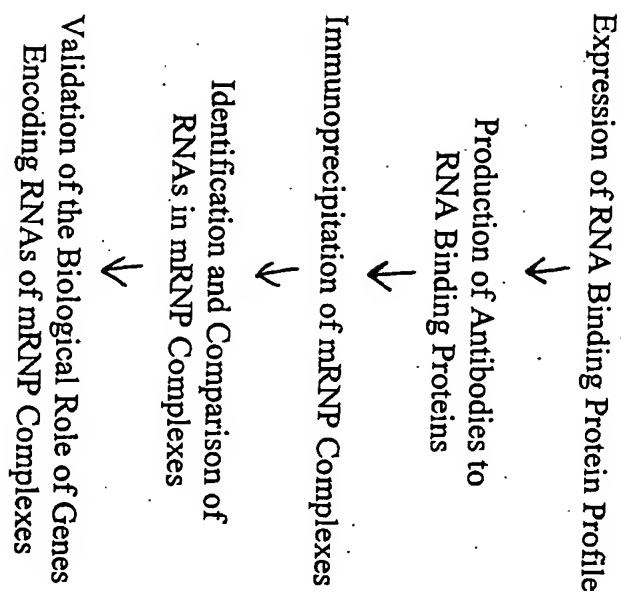 Expression of RNA Binding Protein Profile
Production of Antibodies to
RNA Binding Proteins
Immunoprecipitation of mRNP Complexes
Identification and Comparison of
RNAs in mRNP Complexes
Validation of the Biological Role of Genes
Encoding RNAs of mRNP Complexes